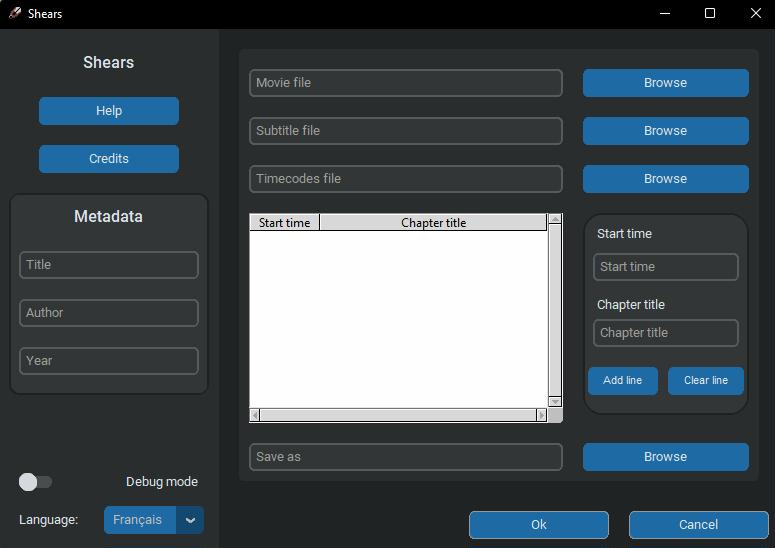 Shears
Shears
Help
Credits
Metadata
Title
Author
Year
Debug mode
Language: Français
Movie file Browse
Subtitle file Browse
Timecodes file Browse
Start time Chapter title
Start time
Start time
Chapter title
Chapter title
Add line Clear line
Save as Browse
Ok Cancel